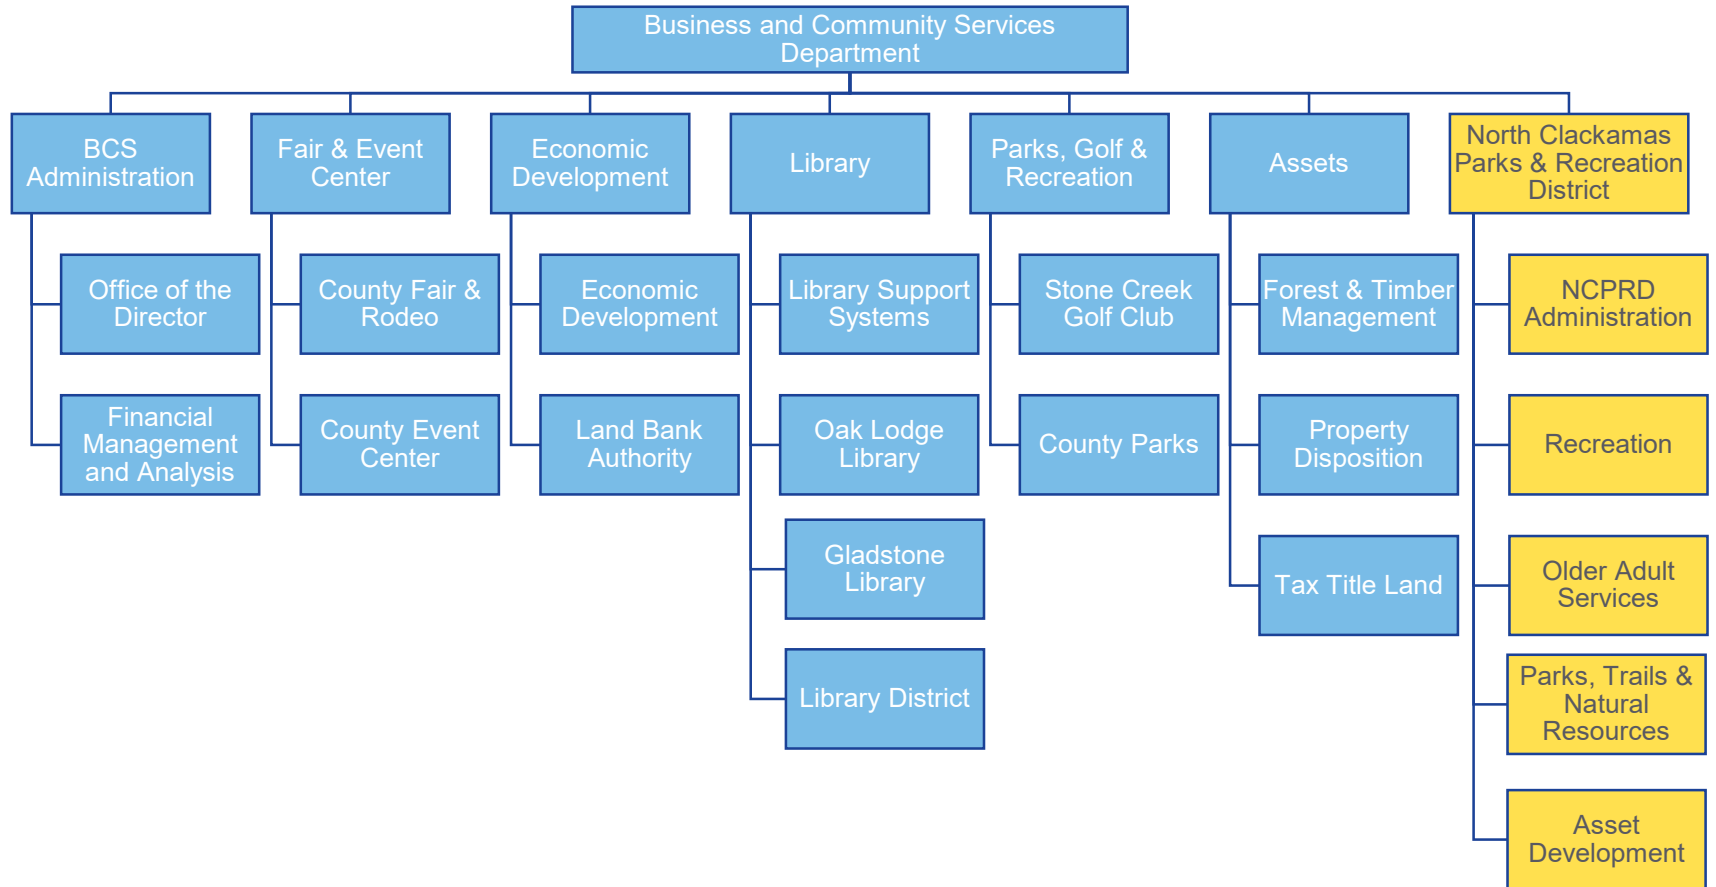 Business and Community Services
Department
BCS
Administration
Fair & Event
Center
Economic
Development
Library
Parks, Golf &
Recreation
Assets
North Clackamas
Parks & Recreation
District
Office of the
Director
Financial
Management
and Analysis
County Fair &
Rodeo
County Event
Center
Economic
Development
Land Bank
Authority
Library Support
Systems
Oak Lodge
Library
Gladstone
Library
Library District
Stone Creek
Golf Club
County Parks
Forest & Timber
Management
Property
Disposition
Tax Title Land
NCPRD
Administration
Recreation
Older Adult
Services
Parks, Trails &
Natural
Resources
Asset
Development